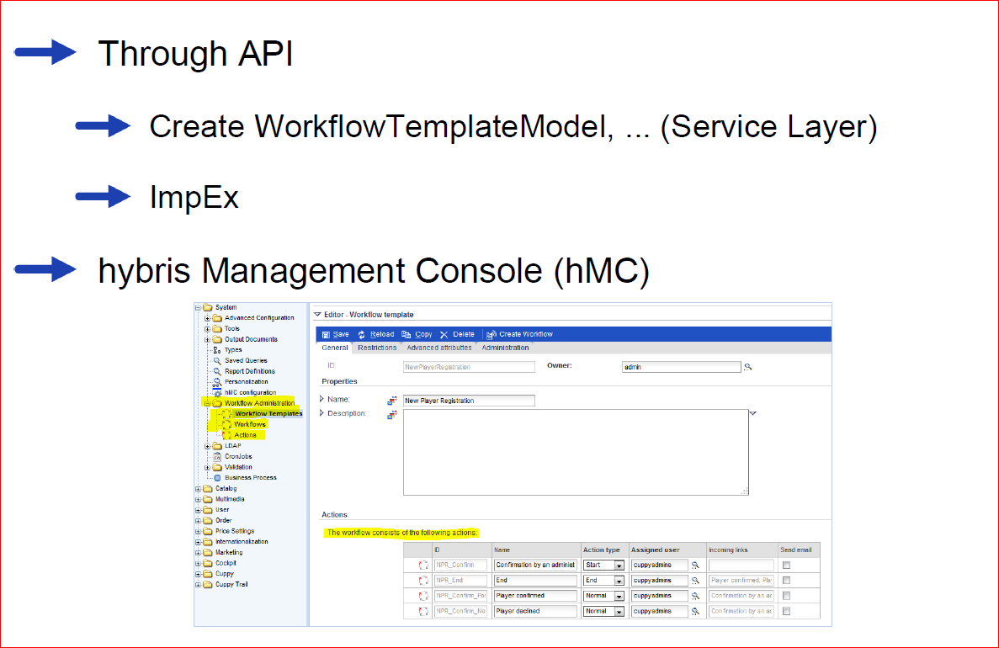 Through API
Create WorkflowTemplateModel, ... (Service Layer)
ImpEx
hybris Management Console (hMC)
System
Advanced Configuration
Tools
Output Documents
Types
Saved Queries
Report Definitions
Personalization
hMC configuration
Workflow Administration
Workflow Templates
Workflows
Actions
LDAP
CronJobs
Validation
Business Process
Catalog
Multimedia
User
Order
Price Settings
Internationalization
Marketing
Cockpit
Cuppy
Cuppy Trail
Editor - Workflow template
Save Reload Copy Delete Create Workflow
General Restrictions Advanced attributes Administration
ID: NewPlayerRegistration Owner: admin
Properties
Name: New Player Registration
Description:
Actions
The workflow consists of the following actions:
ID Name Action type Assigned user Incoming links Send email
NPR_Confirm Confirmation by an administ Start cuppyadmins
NPR_End End End cuppyadmins Player confirmed, Pla
NPR_Confirm_Po Player confirmed Normal cuppyadmins Confirmation by an ad
NPR_Confirm_Ne Player declined Normal cuppyadmins Confirmation by an ad